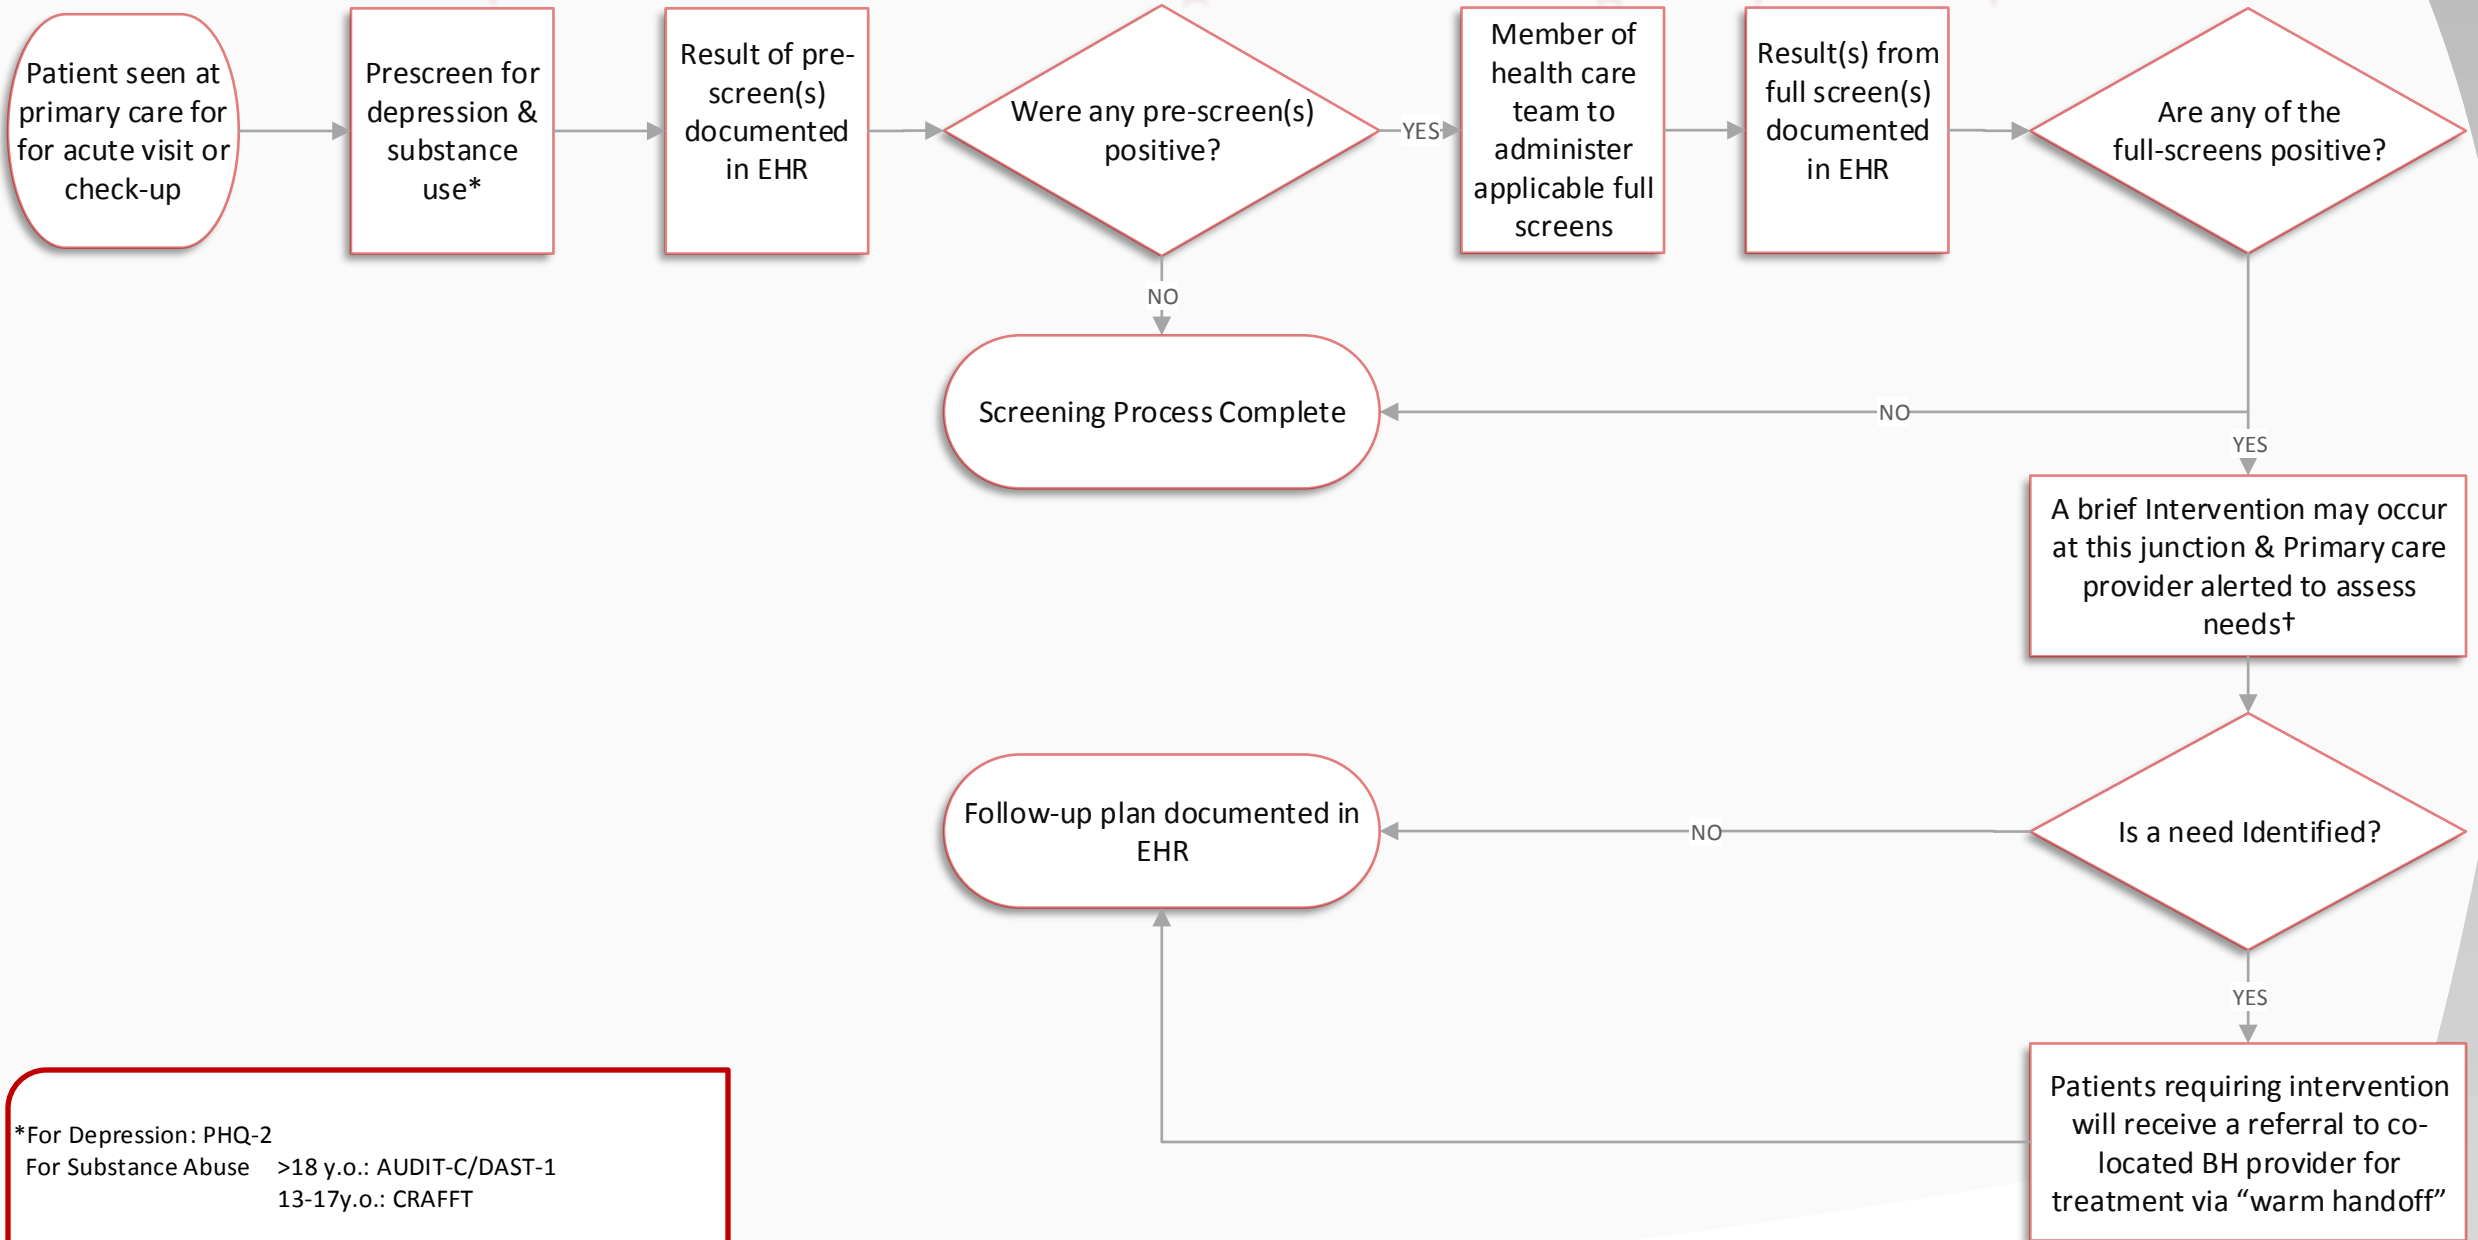 Patient seen at
primary care for
for acute visit or
check-up
Prescreen for
depression &
substance
use*
Result of pre-
screen(s)
documented
in EHR
Were any pre-screen(s)
positive?
YES
Member of
health care
team to
administer
applicable full
screens
Result(s) from
full screen(s)
documented
in EHR
Are any of the
full-screens positive?
NO
Screening Process Complete
NO
YES
A brief Intervention may occur
at this junction & Primary care
provider alerted to assess
needs†
Is a need Identified?
NO
Follow-up plan documented in
EHR
YES
Patients requiring intervention
will receive a referral to co-
located BH provider for
treatment via “warm handoff”
*For Depression: PHQ-2
For Substance Abuse >18 y.o.: AUDIT-C/DAST-1
13-17y.o.: CRAFFT